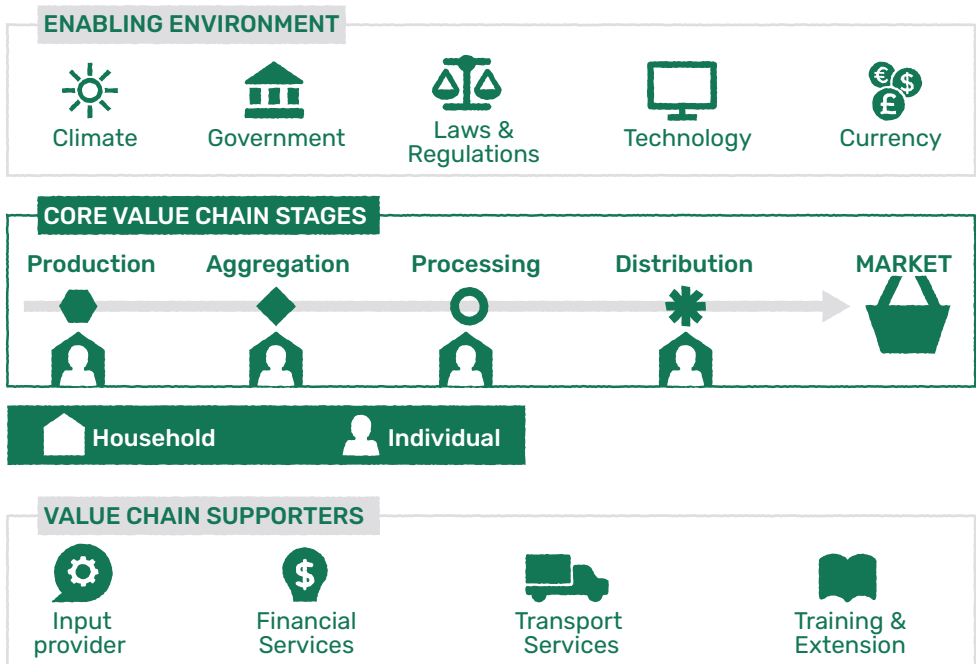 ENABLING ENVIRONMENT
Climate
Government
Laws &
Regulations
Technology
€ $
£
Currency
CORE VALUE CHAIN STAGES
Production
Aggregation
Processing
Distribution
MARKET
Household
Individual
VALUE CHAIN SUPPORTERS
Input
provider
$
Financial
Services
Transport
Services
Training &
Extension